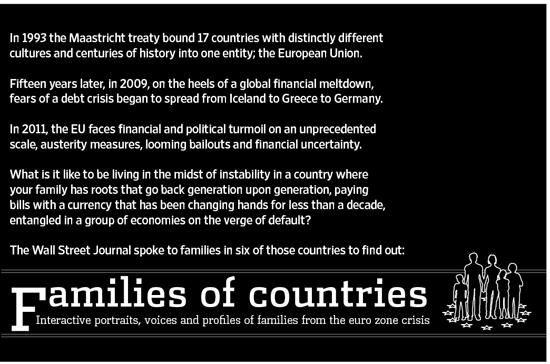 In 1993 the Maastricht treaty bound 17 countries with distinctly different
cultures and centuries of history into one entity; the European Union.
Fifteen years later, in 2009, on the heels of a global financial meltdown,
fears of a debt crisis began to spread from Iceland to Greece to Germany.
In 2011, the EU faces financial and political turmoil on an unprecedented
scale, austerity measures, looming bailouts and financial uncertainty.
What is it like to be living in the midst of instability in a country where
your family has roots that go back generation upon generation, paying
bills with a currency that has been changing hands for less than a decade,
entangled in a group of economies on the verge of default?
The Wall Street Journal spoke to families in six of those countries to find out:
Families of countries
Interactive portraits, voices and profiles of families from the euro zone crisis